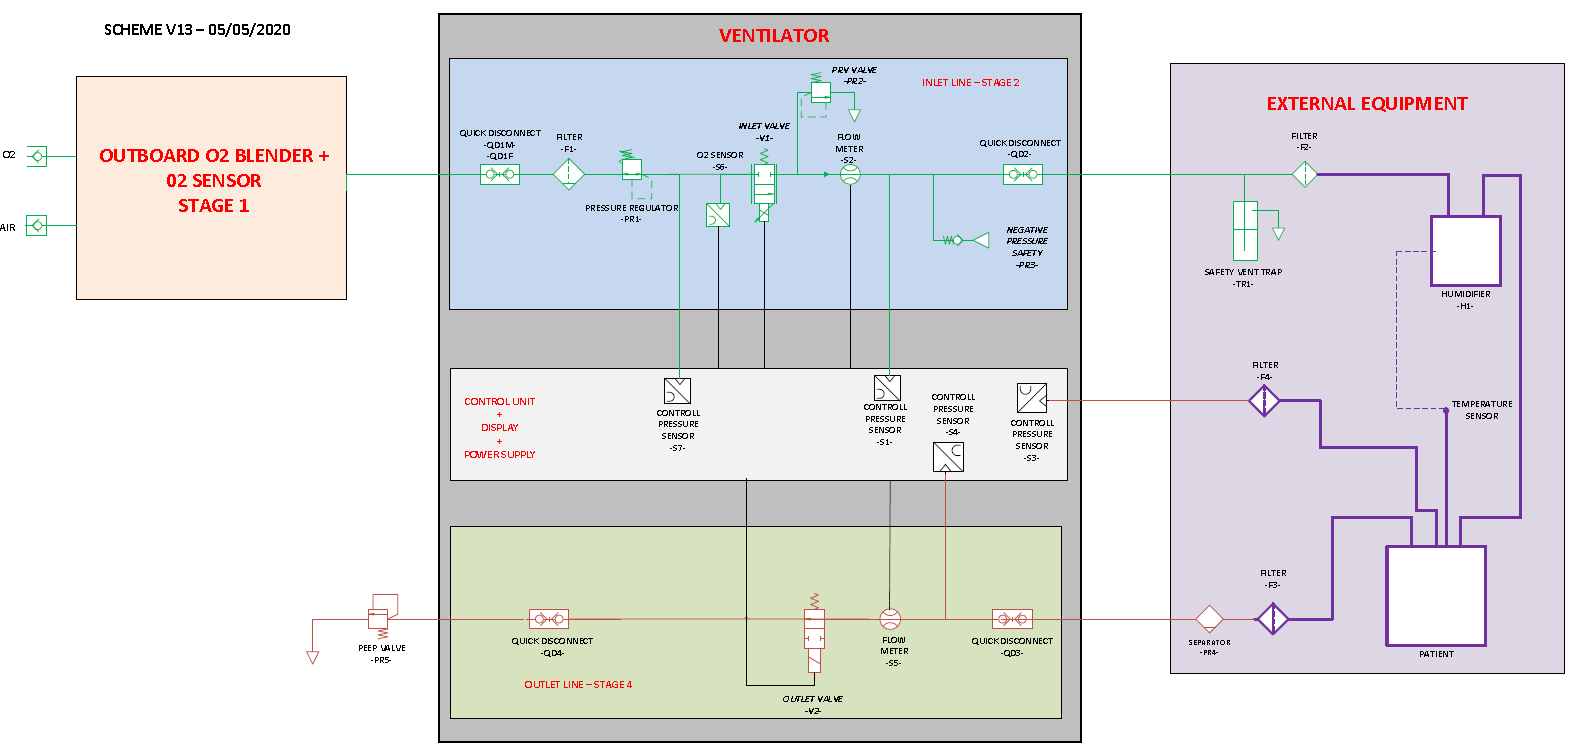 SCHEME V13 – 05/05/2020
VENTILATOR
INLET LINE – STAGE 2
PRV VALVE
-PR2-
QUICK DISCONNECT
-QD1M-
-QD1F
FILTER
-F1-
PRESSURE REGULATOR
-PR1-
O2 SENSOR
-S6-
INLET VALVE
-V1-
FLOW
METER
-S2-
QUICK DISCONNECT
-QD2-
NEGATIVE
PRESSURE
SAFETY
-PR3-
O2
AIR
OUTBOARD O2 BLENDER +
02 SENSOR
STAGE 1
EXTERNAL EQUIPMENT
FILTER
-F2-
SAFETY VENT TRAP
-TR1-
HUMIDIFIER
-H1-
FILTER
-F4-
TEMPERATURE
SENSOR
FILTER
-F3-
SEPARATOR
-PR4-
PATIENT
CONTROL UNIT
+
DISPLAY
+
POWER SUPPLY
CONTROLL
PRESSURE
SENSOR
-S7-
CONTROLL
PRESSURE
SENSOR
-S1-
CONTROLL
PRESSURE
SENSOR
-S4-
CONTROLL
PRESSURE
SENSOR
-S3-
PEEP VALVE
-PR5-
QUICK DISCONNECT
-QD4-
OUTLET LINE – STAGE 4
OUTLET VALVE
-V2-
FLOW
METER
-S5-
QUICK DISCONNECT
-QD3-